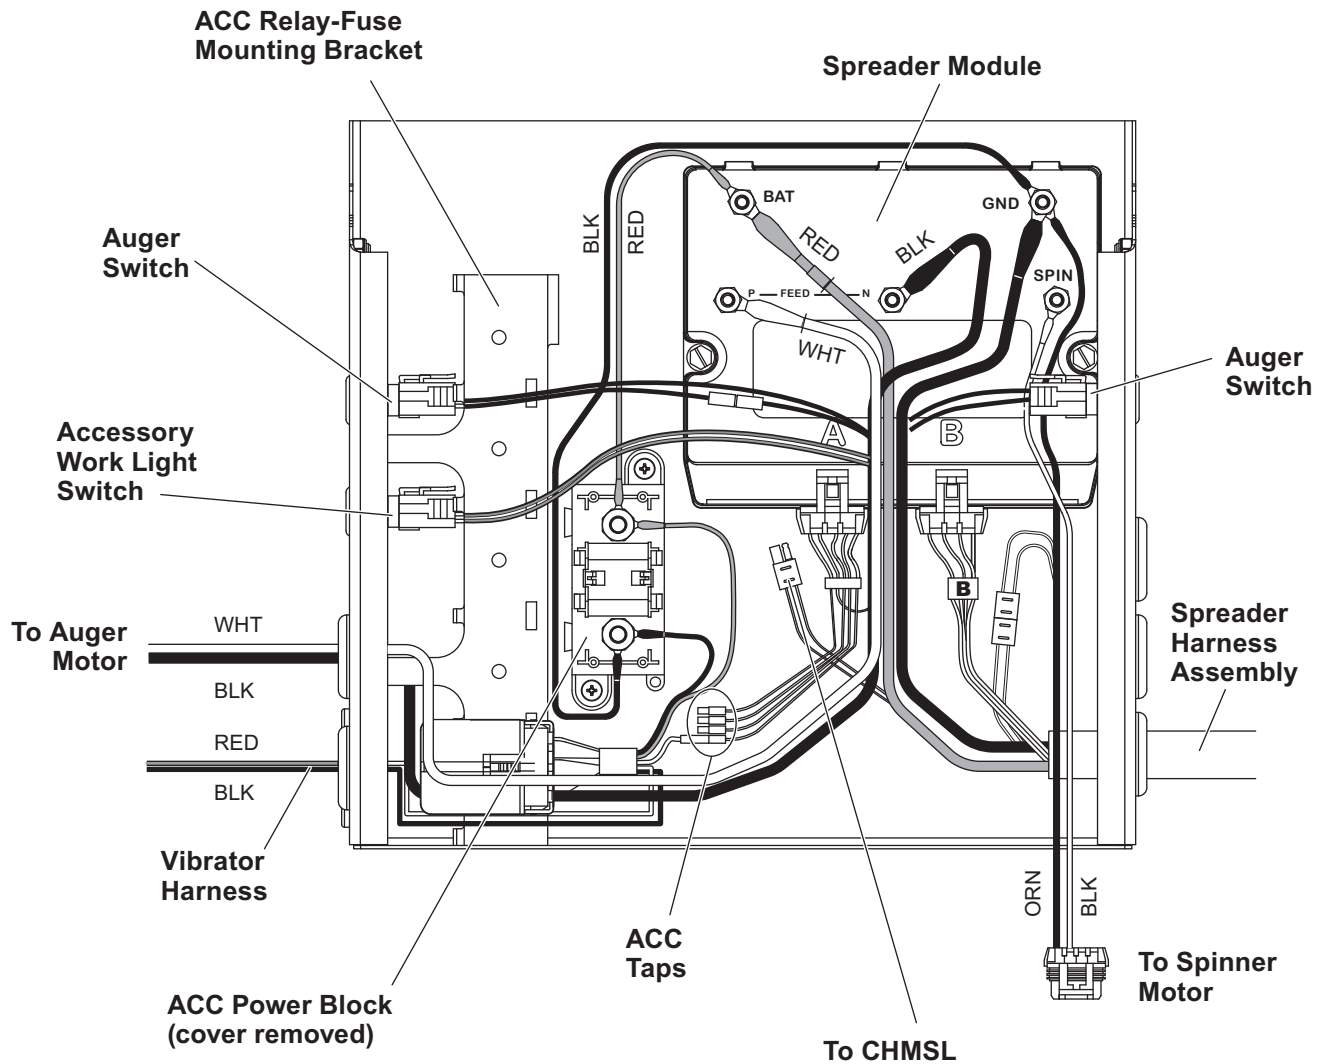 ACC Relay-Fuse
Mounting Bracket
Spreader Module
BLK
RED
BAT
RED
BLK
GND
SPIN
P
FEED
N
WHT
Auger
Switch
Auger
Switch
Accessory
Work Light
Switch
A
B
B
To Auger
Motor
WHT
BLK
RED
BLK
Spreader
Harness
Assembly
Vibrator
Harness
ORN
BLK
ACC
Taps
ACC Power Block
(cover removed)
To Spinner
Motor
To CHMSL